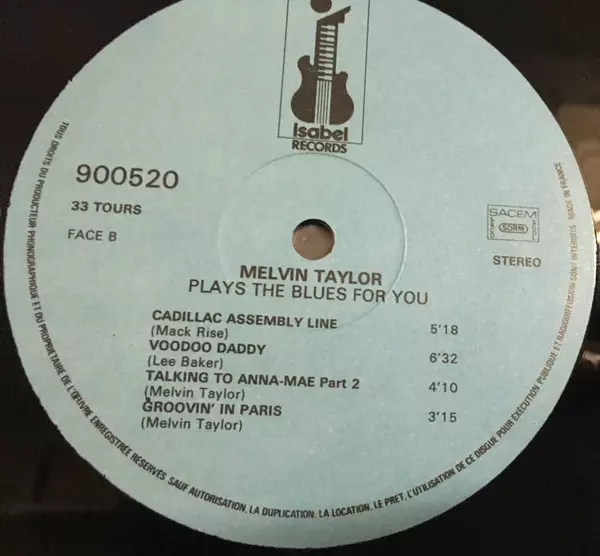 isabel
RECORDS
900520
33 TOURS
FACE B
SACEM
SDRM
STEREO
MELVIN TAYLOR
PLAYS THE BLUES FOR YOU
CADILLAC ASSEMBLY LINE 5'18
(Mack Rise)
VOODOO DADDY 6'32
(Lee Baker)
TALKING TO ANNA-MAE Part 2 4'10
(Melvin Taylor)
GROOVIN' IN PARIS 3'15
(Melvin Taylor)
TOUS DROITS DU PRODUCTEUR PHONOGRAPHIQUE ET DU PROPRIETAIRE DE L'ŒUVRE ENREGISTRÉE RÉSERVÉS SAUF AUTORISATION, LA DUPLICATION, LA LOCATION, LE PRET, L'UTILISATION DE CE DISQUE POUR EXÉCUTION PUBLIQUE ET RADIODIFFUSION SONT INTERDITS MADE IN FRANCE